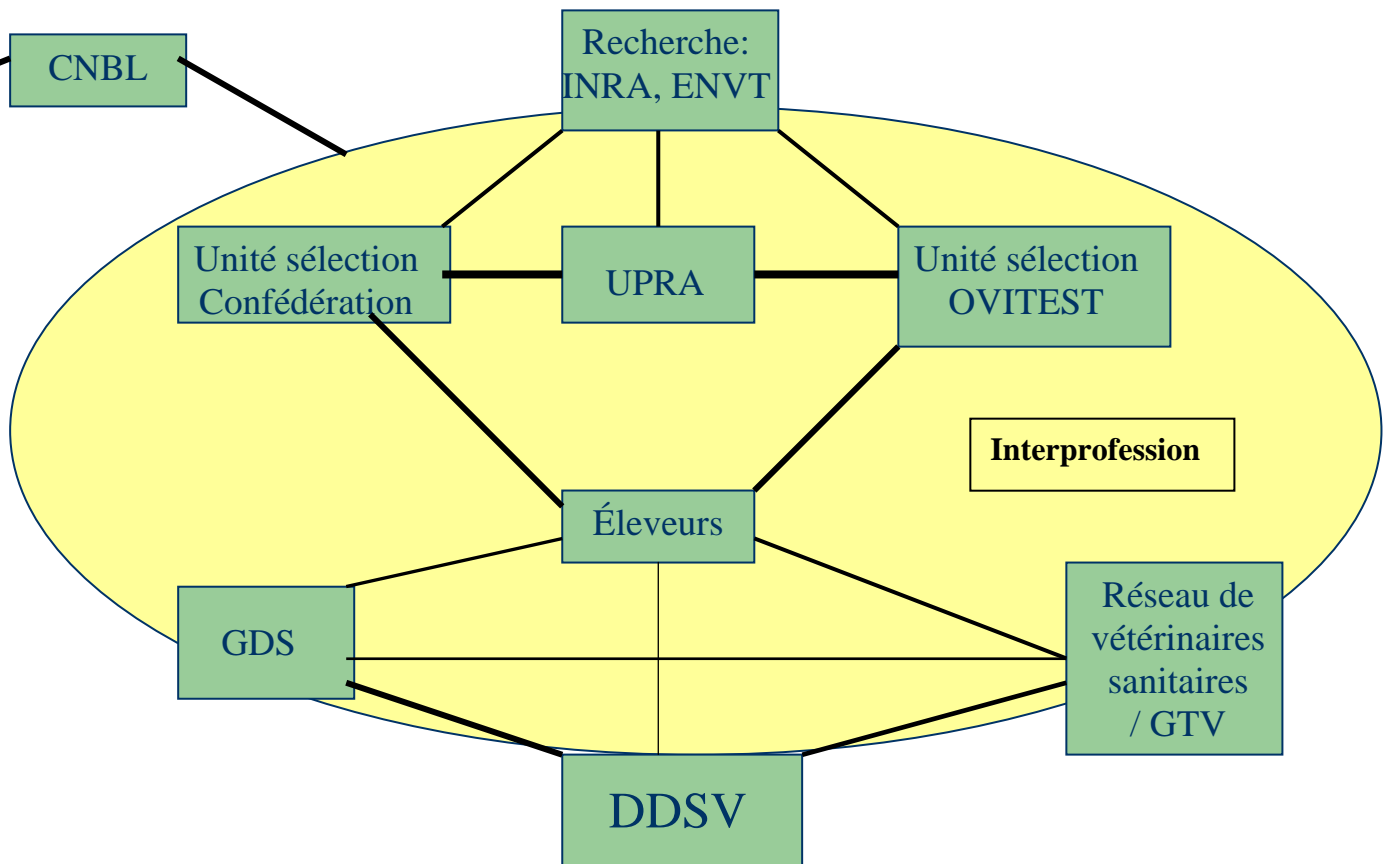 CNBL
Recherche:
INRA, ENVT
Unité sélection
Confédération
UPRA
Unité sélection
OVITEST
Interprofession
Éleveurs
GDS
Réseau de
vétérinaires
sanitaires
/ GTV
DDSV